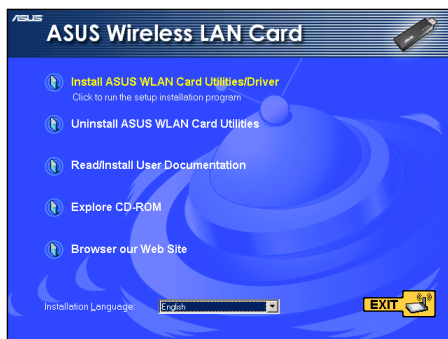 ASUS
ASUS Wireless LAN Card
Install ASUS WLAN Card Utilities/Driver
Click to run the setup installation program
Uninstall ASUS WLAN Card Utilities
Read/Install User Documentation
Explore CD-ROM
Browser our Web Site
Installation Language: English
EXIT